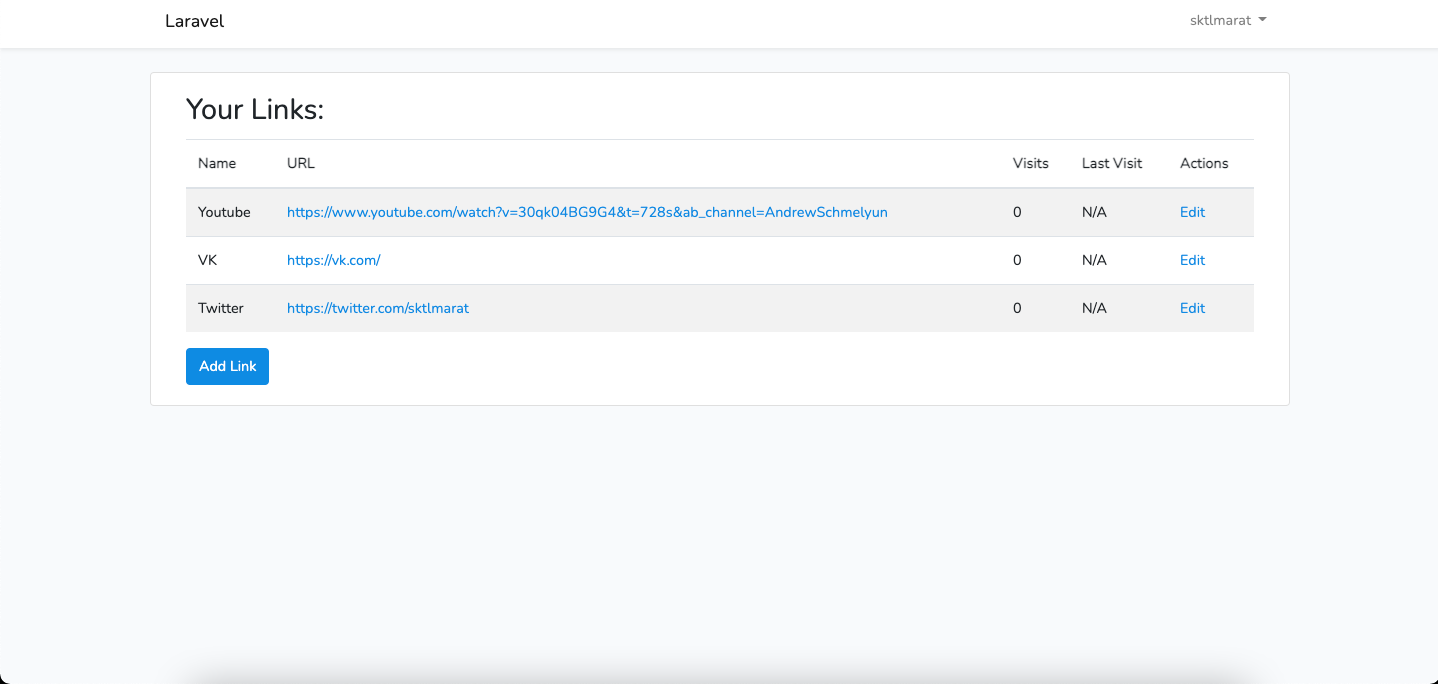 Laravel sktlmarat
Your Links:
Name URL Visits Last Visit Actions
Youtube https://www.youtube.com/watch?v=30qk04BG9G4&t=728s&ab_channel=AndrewSchmelyun 0 N/A Edit
VK https://vk.com/ 0 N/A Edit
Twitter https://twitter.com/sktlmarat 0 N/A Edit
Add Link